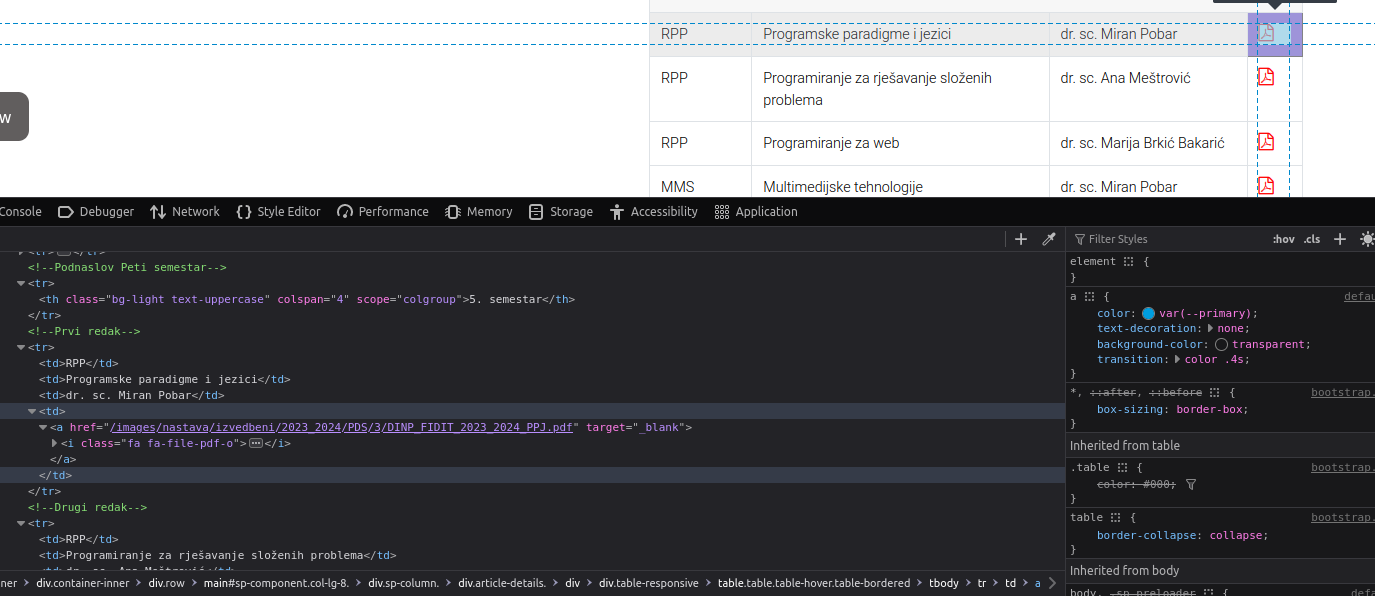 RPP Programske paradigme i jezici dr. sc. Miran Pobar
RPP Programiranje za rješavanje složenih problema dr. sc. Ana Meštrović
RPP Programiranje za web dr. sc. Marija Brkić Bakarić
MMS Multimedijske tehnologije dr. sc. Miran Pobar
w
Console Debugger Network Style Editor Performance Memory Storage Accessibility Application
<!--Podnaslov Peti semestar-->
<tr>
<th class="bg-light text-uppercase" colspan="4" scope="colgroup">5. semestar</th>
</tr>
<!--Prvi redak-->
<tr>
<td>RPP</td>
<td>Programske paradigme i jezici</td>
<td>dr. sc. Miran Pobar</td>
<td>
<a href="/images/nastava/izvedbeni/2023_2024/PDS/3/DINP_FIDIT_2023_2024_PPJ.pdf" target="_blank">
<i class="fa fa-file-pdf-o"></i>
</a>
</td>
</tr>
<!--Drugi redak-->
<tr>
<td>RPP</td>
<td>Programiranje za rješavanje složenih problema</td>
<td>dr. sc. Ana Meštrović</td>
ner > div.container-inner > div.row > main#sp-component.col-lg-8. > div.sp-column. > div.article-details. > div > div.table-responsive > table.table.table-hover.table-bordered > tbody > tr > td > a
Filter Styles :hov .cls +
element {
}
a { defau
color: var(--primary);
text-decoration: none;
background-color: transparent;
transition: color .4s;
}
*, ::after, ::before { bootstrap.
box-sizing: border-box;
}
Inherited from table
.table { bootstrap.
color: #000;
}
table { bootstrap.
border-collapse: collapse;
}
Inherited from body
body, .sp_preloader { defa